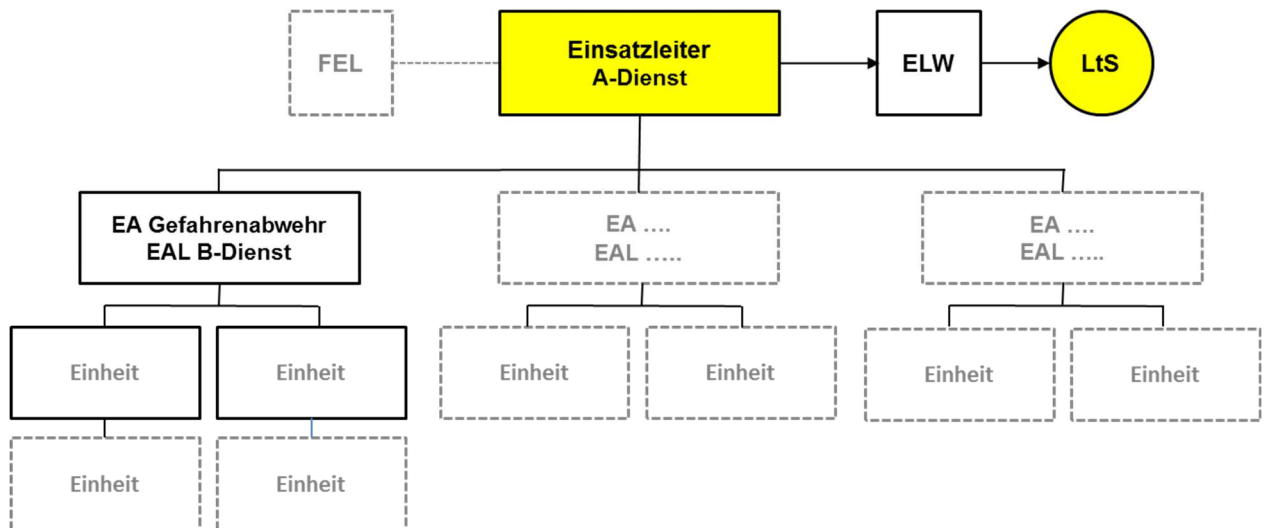 FEL
Einsatzleiter
A-Dienst
ELW
LtS
EA Gefahrenabwehr
EAL B-Dienst
EA ....
EAL .....
EA ....
EAL .....
Einheit
Einheit
Einheit
Einheit
Einheit
Einheit
Einheit
Einheit